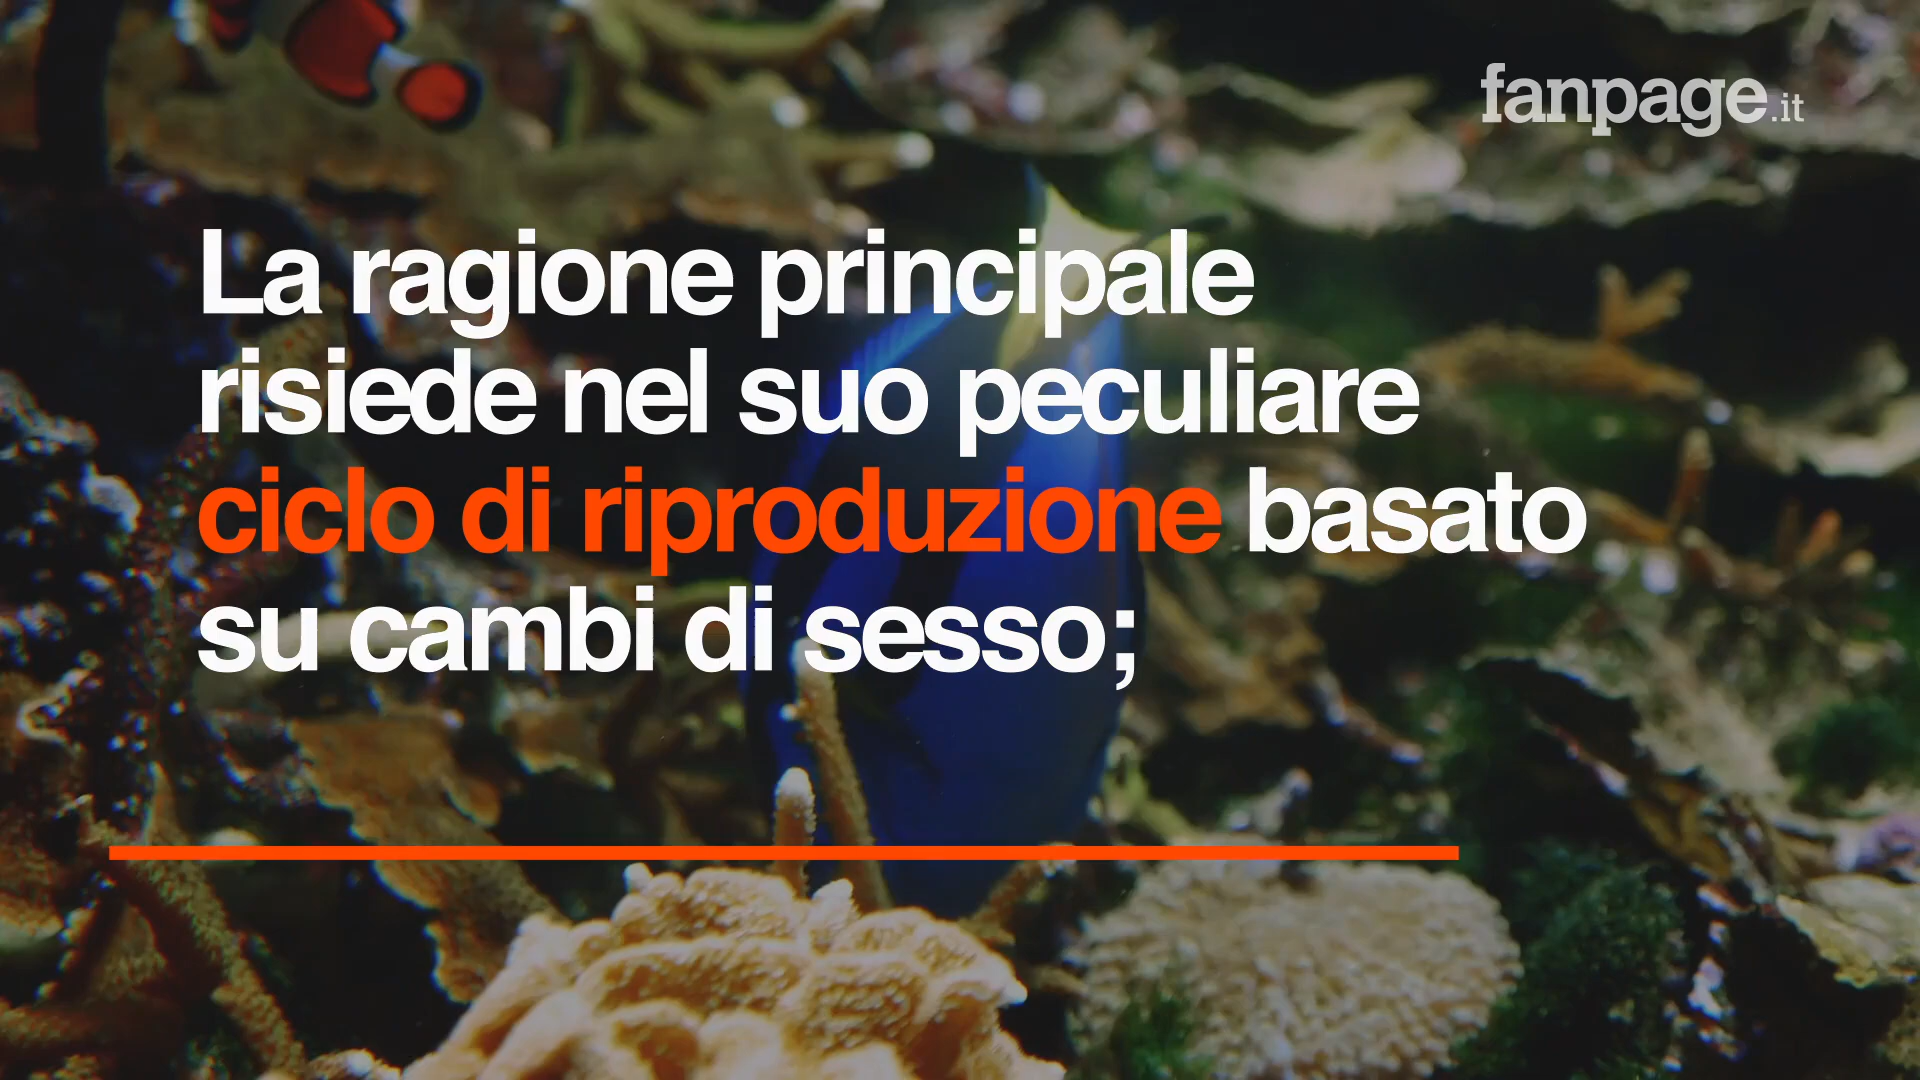 fanpage.it
La ragione principale
risiede nel suo peculiare
ciclo di riproduzione basato
su cambi di sesso;